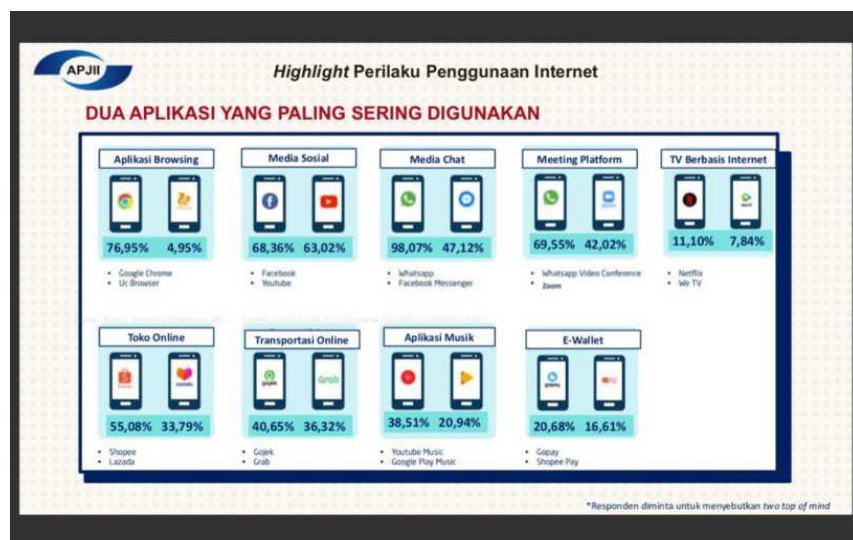 APJII
Highlight Perilaku Penggunaan Internet
DUA APLIKASI YANG PALING SERING DIGUNAKAN
Aplikasi Browsing
76,95% 4,95%
• Google Chrome
• Uc Browser
Media Sosial
68,36% 63,02%
• Facebook
• Youtube
Media Chat
98,07% 47,12%
• Whatsapp
• Facebook Messenger
Meeting Platform
69,55% 42,02%
• Whatsapp Video Conference
• Zoom
TV Berbasis Internet
11,10% 7,84%
• Netflix
• We TV
Toko Online
Lazada
55,08% 33,79%
• Shopee
• Lazada
Transportasi Online
gojek
Grab
40,65% 36,32%
• Gojek
• Grab
Aplikasi Musik
38,51% 20,94%
• Youtube Music
• Google Play Music
E-Wallet
gopay
20,68% 16,61%
• Gopay
• Shopee Pay
*Responden diminta untuk menyebutkan two top of mind